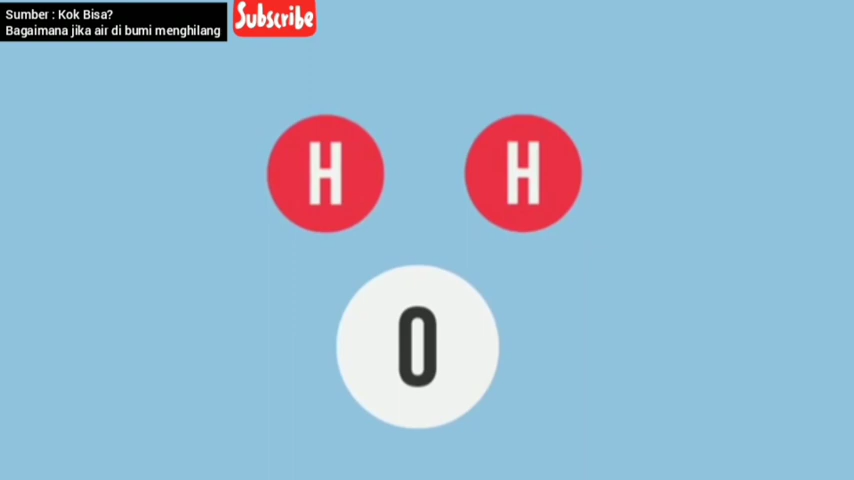 Sumber : Kok Bisa?
Bagaimana jika air di bumi menghilang
Subscribe
H H
O